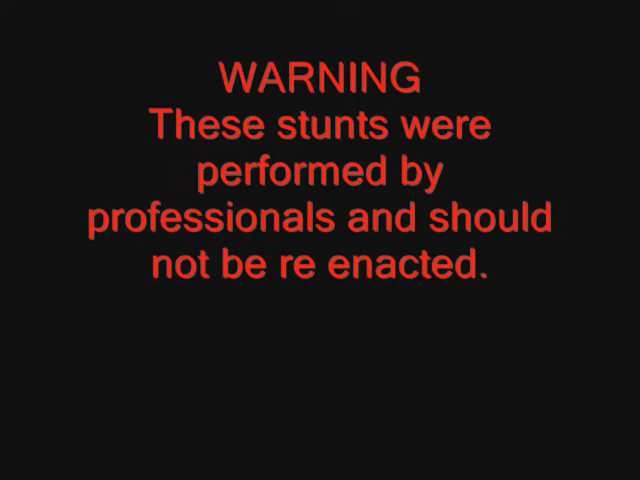 WARNING
These stunts were
performed by
professionals and should
not be re enacted.